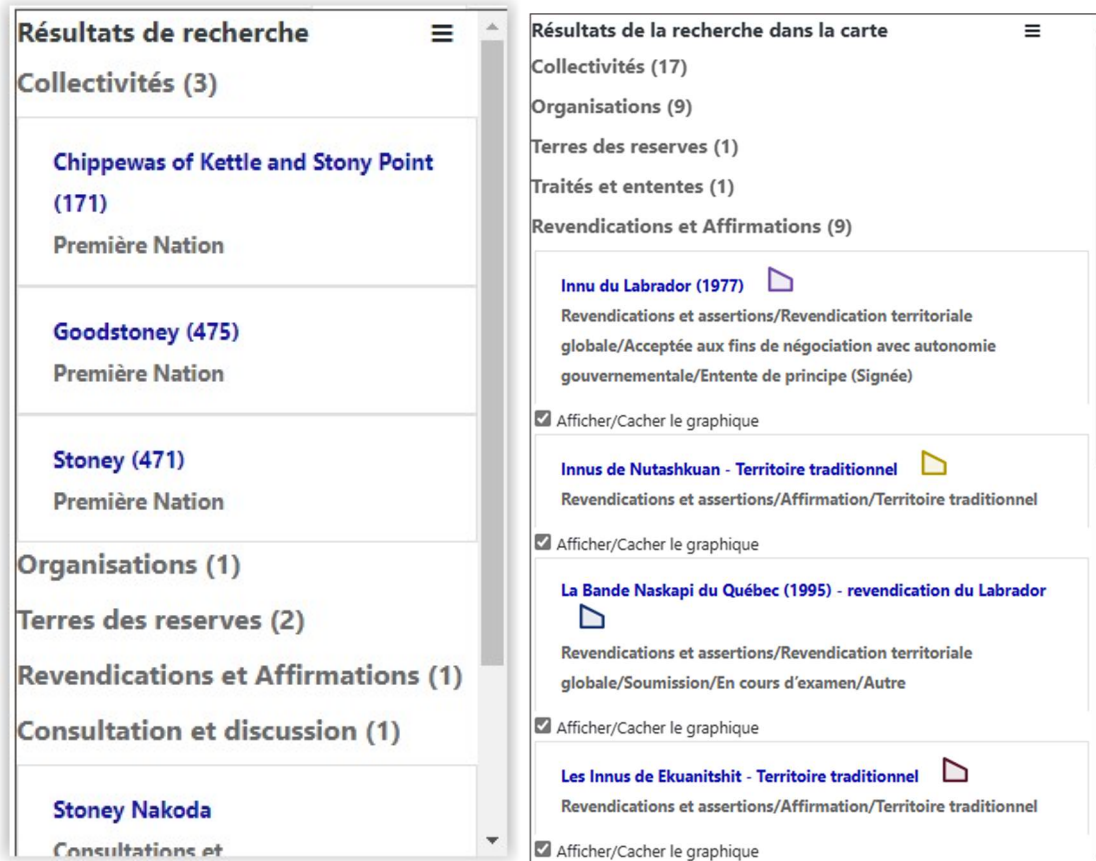 Résultats de recherche
Collectivités (3)
Chippewas of Kettle and Stony Point
(171)
Première Nation
Goodstoney (475)
Première Nation
Stoney (471)
Première Nation
Organisations (1)
Terres des reserves (2)
Revendications et Affirmations (1)
Consultation et discussion (1)
Stoney Nakoda
Consultations et
Résultats de la recherche dans la carte
Collectivités (17)
Organisations (9)
Terres des reserves (1)
Traités et ententes (1)
Revendications et Affirmations (9)
Innu du Labrador (1977)
Revendications et assertions/Revendication territoriale
globale/Acceptée aux fins de négociation avec autonomie
gouvernementale/Entente de principe (Signée)
Afficher/Cacher le graphique
Innus de Nutashkuan - Territoire traditionnel
Revendications et assertions/Affirmation/Territoire traditionnel
Afficher/Cacher le graphique
La Bande Naskapi du Québec (1995) - revendication du Labrador
Revendications et assertions/Revendication territoriale
globale/Soumission/En cours d'examen/Autre
Afficher/Cacher le graphique
Les Innus de Ekuanitshit - Territoire traditionnel
Revendications et assertions/Affirmation/Territoire traditionnel
Afficher/Cacher le graphique